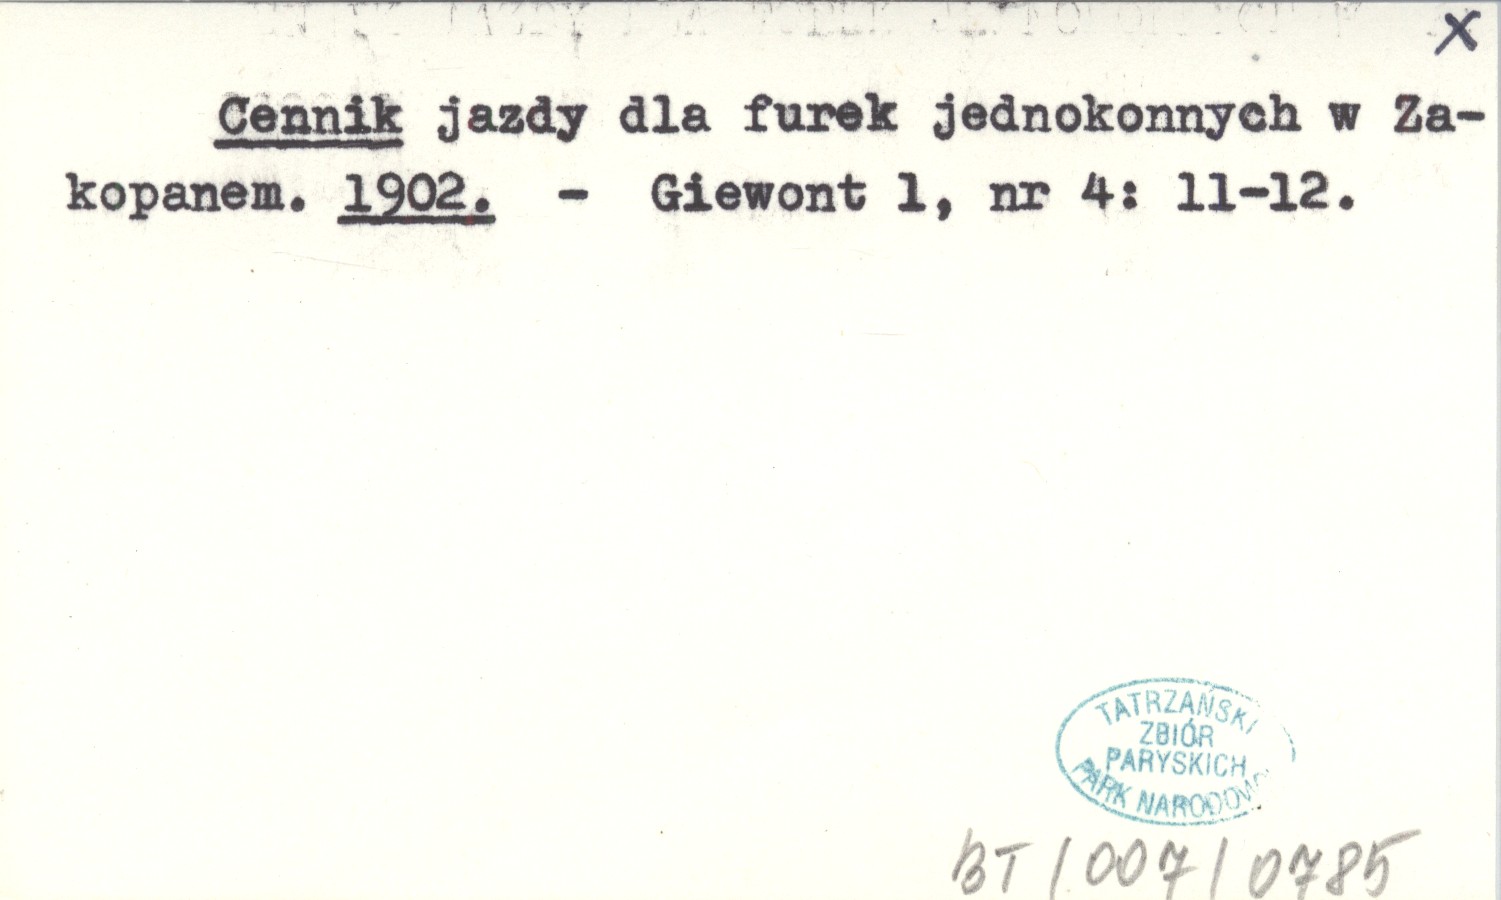 x
Cennik jazdy dla furek jednokonnych w Za-
kopanem. 1902. - Giewont 1, nr 4: 11-12.
TATRZAŃSKI
ZBIÓR
PARYSKICH
PARK NARODOW
BT/007/0785